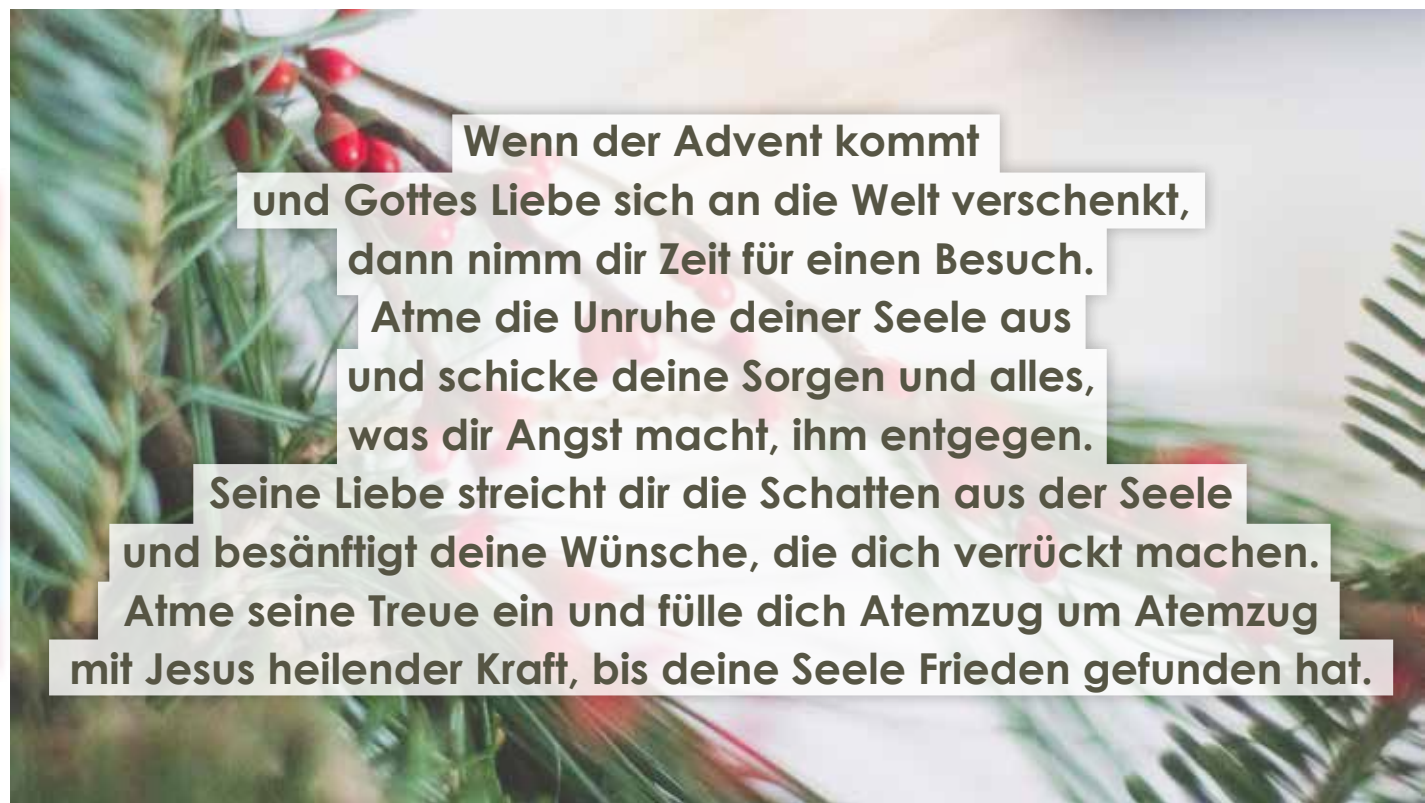 Wenn der Advent kommt
und Gottes Liebe sich an die Welt verschenkt,
dann nimm dir Zeit für einen Besuch.
Atme die Unruhe deiner Seele aus
und schicke deine Sorgen und alles,
was dir Angst macht, ihm entgegen.
Seine Liebe streicht dir die Schatten aus der Seele
und besänftigt deine Wünsche, die dich verrückt machen.
Atme seine Treue ein und fülle dich Atemzug um Atemzug
mit Jesus heilender Kraft, bis deine Seele Frieden gefunden hat.